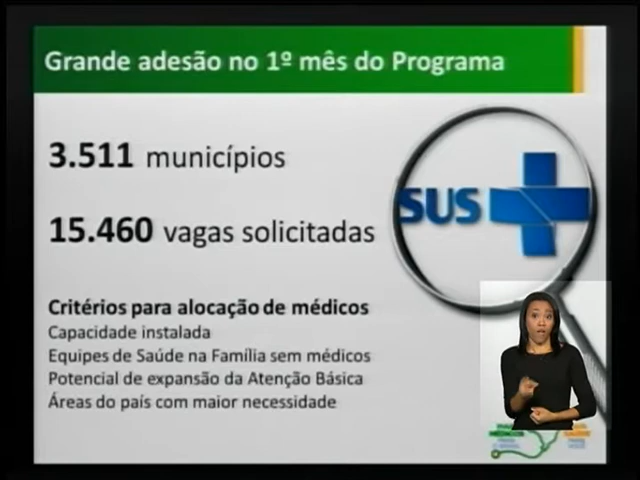 Grande adesão no 1º mês do Programa
3.511 municípios
15.460 vagas solicitadas
SUS
Critérios para alocação de médicos
Capacidade instalada
Equipes de Saúde na Família sem médicos
Potencial de expansão da Atenção Básica
Áreas do país com maior necessidade